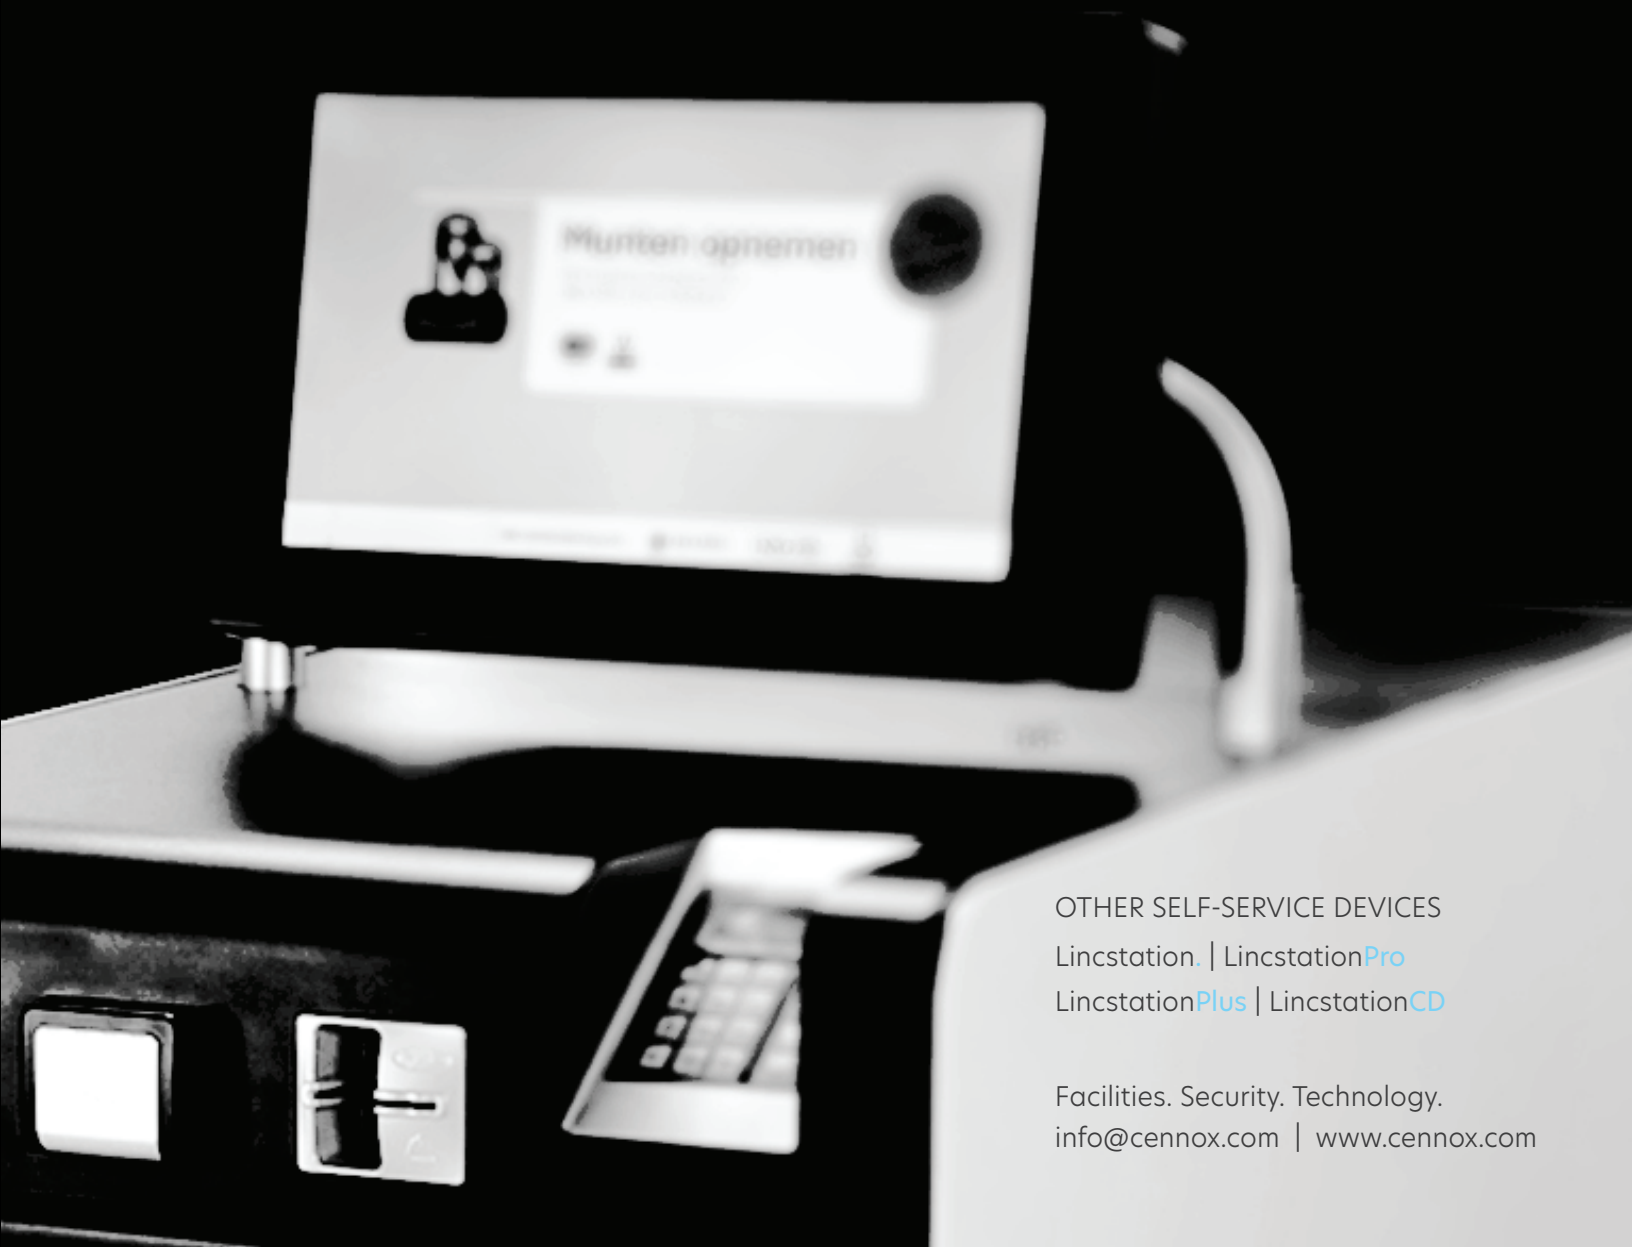 Munten opnemen
OTHER SELF-SERVICE DEVICES
Lincstation. | LincstationPro
LincstationPlus | LincstationCD
Facilities. Security. Technology.
info@cennox.com | www.cennox.com